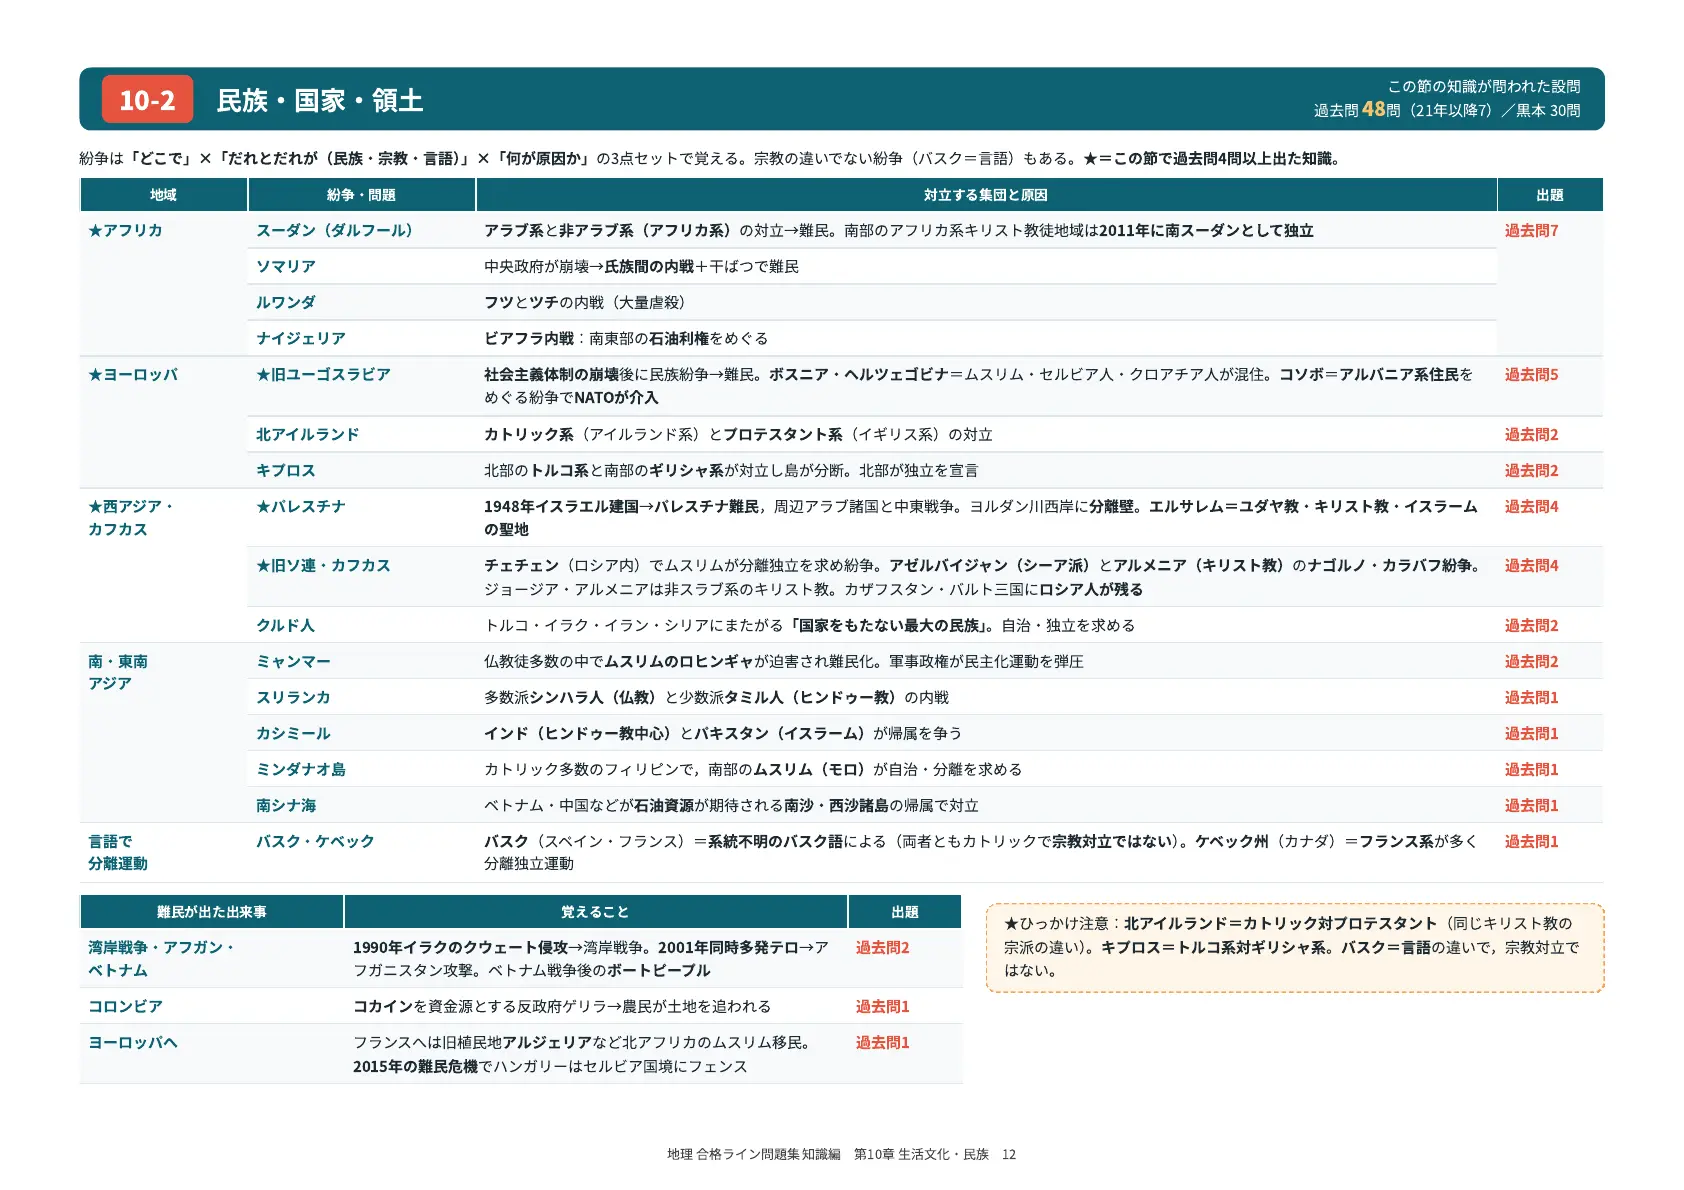 10-2 民族・国家・領土
この節の知識が問われた設問
過去問 48問（21年以降7）／黒本 30問
紛争は「どこで」×「だれとだれが（民族・宗教・言語）」×「何が原因か」の3点セットで覚える。宗教の違いでない紛争（バスク＝言語）もある。★＝この節で過去問4問以上出た知識。
地域 紛争・問題 対立する集団と原因 出題
★アフリカ スーダン（ダルフール） アラブ系と非アラブ系（アフリカ系）の対立→難民。南部のアフリカ系キリスト教徒地域は2011年に南スーダンとして独立 過去問7
ソマリア 中央政府が崩壊→氏族間の内戦＋干ばつで難民
ルワンダ フツとツチの内戦（大量虐殺）
ナイジェリア ビアフラ内戦：南東部の石油利権をめぐる
★ヨーロッパ ★旧ユーゴスラビア 社会主義体制の崩壊後に民族紛争→難民。ボスニア・ヘルツェゴビナ＝ムスリム・セルビア人・クロアチア人が混住。コソボ＝アルバニア系住民を 過去問5
めぐる紛争でNATOが介入
北アイルランド カトリック系（アイルランド系）とプロテスタント系（イギリス系）の対立 過去問2
キプロス 北部のトルコ系と南部のギリシャ系が対立し島が分断。北部が独立を宣言 過去問2
★西アジア・ ★パレスチナ 1948年イスラエル建国→パレスチナ難民，周辺アラブ諸国と中東戦争。ヨルダン川西岸に分離壁。エルサレム＝ユダヤ教・キリスト教・イスラーム 過去問4
カフカス の聖地
★旧ソ連・カフカス チェチェン（ロシア内）でムスリムが分離独立を求め紛争。アゼルバイジャン（シーア派）とアルメニア（キリスト教）のナゴルノ・カラバフ紛争。 過去問4
ジョージア・アルメニアは非スラブ系のキリスト教。カザフスタン・バルト三国にロシア人が残る
クルド人 トルコ・イラク・イラン・シリアにまたがる「国家をもたない最大の民族」。自治・独立を求める 過去問2
南・東南 ミャンマー 仏教徒多数の中でムスリムのロヒンギャが迫害され難民化。軍事政権が民主化運動を弾圧 過去問2
アジア
スリランカ 多数派シンハラ人（仏教）と少数派タミル人（ヒンドゥー教）の内戦 過去問1
カシミール インド（ヒンドゥー教中心）とパキスタン（イスラーム）が帰属を争う 過去問1
ミンダナオ島 カトリック多数のフィリピンで，南部のムスリム（モロ）が自治・分離を求める 過去問1
南シナ海 ベトナム・中国などが石油資源が期待される南沙・西沙諸島の帰属で対立 過去問1
言語で バスク・ケベック バスク（スペイン・フランス）＝系統不明のバスク語による（両者ともカトリックで宗教対立ではない）。ケベック州（カナダ）＝フランス系が多く 過去問1
分離運動 分離独立運動
難民が出た出来事 覚えること 出題
湾岸戦争・アフガン・ 1990年イラクのクウェート侵攻→湾岸戦争。2001年同時多発テロ→ア 過去問2
ベトナム フガニスタン攻撃。ベトナム戦争後のボートピープル
コロンビア コカインを資金源とする反政府ゲリラ→農民が土地を追われる 過去問1
ヨーロッパへ フランスへは旧植民地アルジェリアなど北アフリカのムスリム移民。 過去問1
2015年の難民危機でハンガリーはセルビア国境にフェンス
★ひっかけ注意：北アイルランド＝カトリック対プロテスタント（同じキリスト教の
宗派の違い）。キプロス＝トルコ系対ギリシャ系。バスク＝言語の違いで，宗教対立で
はない。
地理 合格ライン問題集 知識編 第10章 生活文化・民族 12